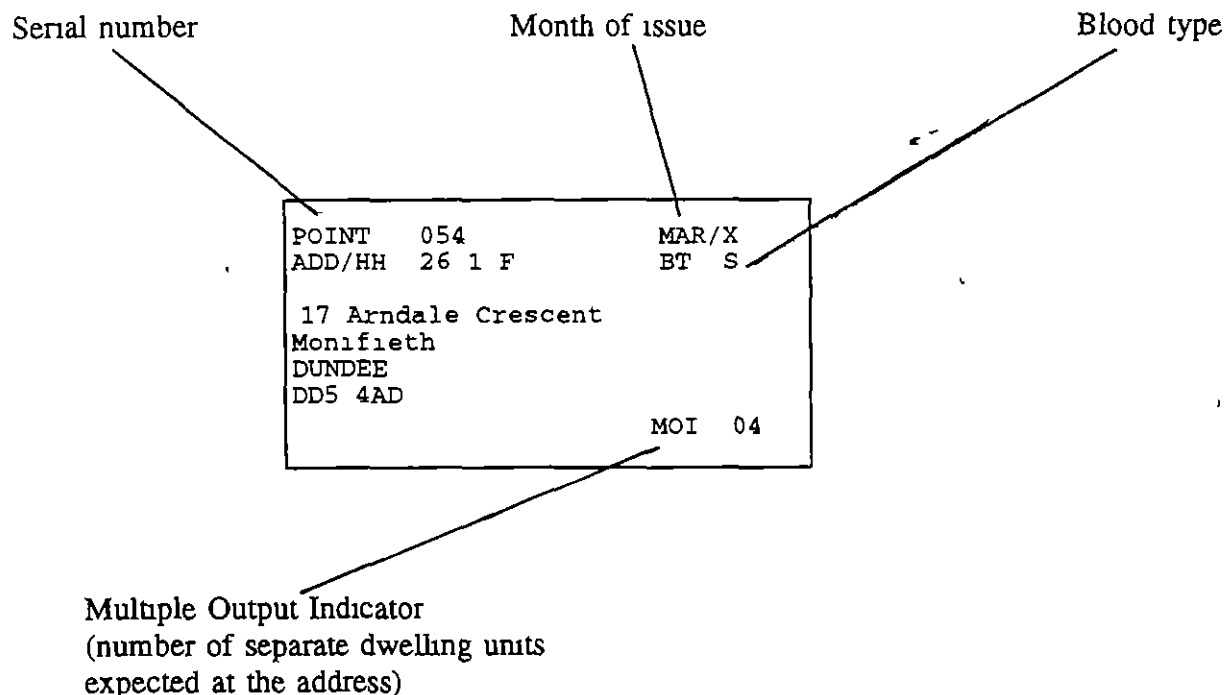 Serial number Month of issue Blood type
POINT 054 MAR/X
ADD/HH 26 1 F BT S
17 Arndale Crescent
Monifieth
DUNDEE
DD5 4AD
MOI 04
Multiple Output Indicator
(number of separate dwelling units
expected at the address)